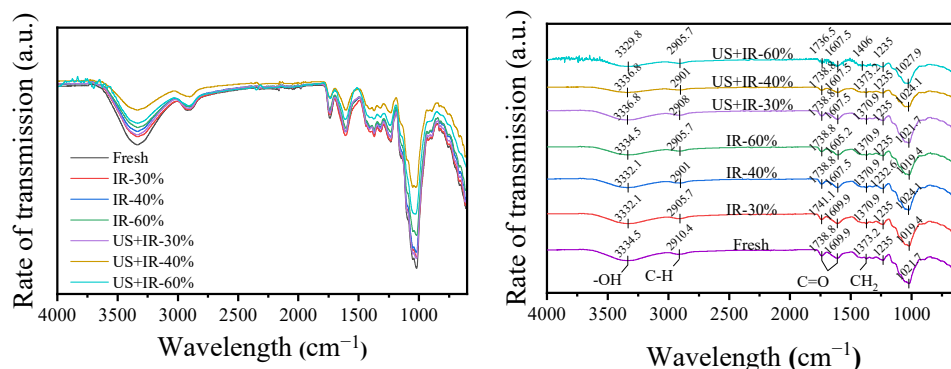 Rate of transmission (a.u.)
Fresh
IR-30%
IR-40%
IR-60%
US+IR-30%
US+IR-40%
US+IR-60%
4000 3500 3000 2500 2000 1500 1000
Wavelength (cm⁻¹)
Rate of transmission (a.u.)
3329.8 2905.7 US+IR-60% 1736.5 1607.5 1406 1235 1027.9
3336.8 2901 US+IR-40% 1738.8 1607.5 1373.2 1235 1024.1
3336.8 2908 US+IR-30% 1738.8 1607.5 1370.9 1235 1021.7
3334.5 2905.7 IR-60% 1738.8 1605.2 1370.9 1235 1019.4
3332.1 2901 IR-40% 1738.8 1607.5 1370.9 1232.6 1024.1
3332.1 2905.7 IR-30% 1741.1 1609.9 1370.9 1235 1019.4
3334.5 2910.4 Fresh 1738.8 1609.9 1373.2 1235 1021.7
-OH C-H C=O CH₂
4000 3500 3000 2500 2000 1500 1000
Wavelength (cm⁻¹)